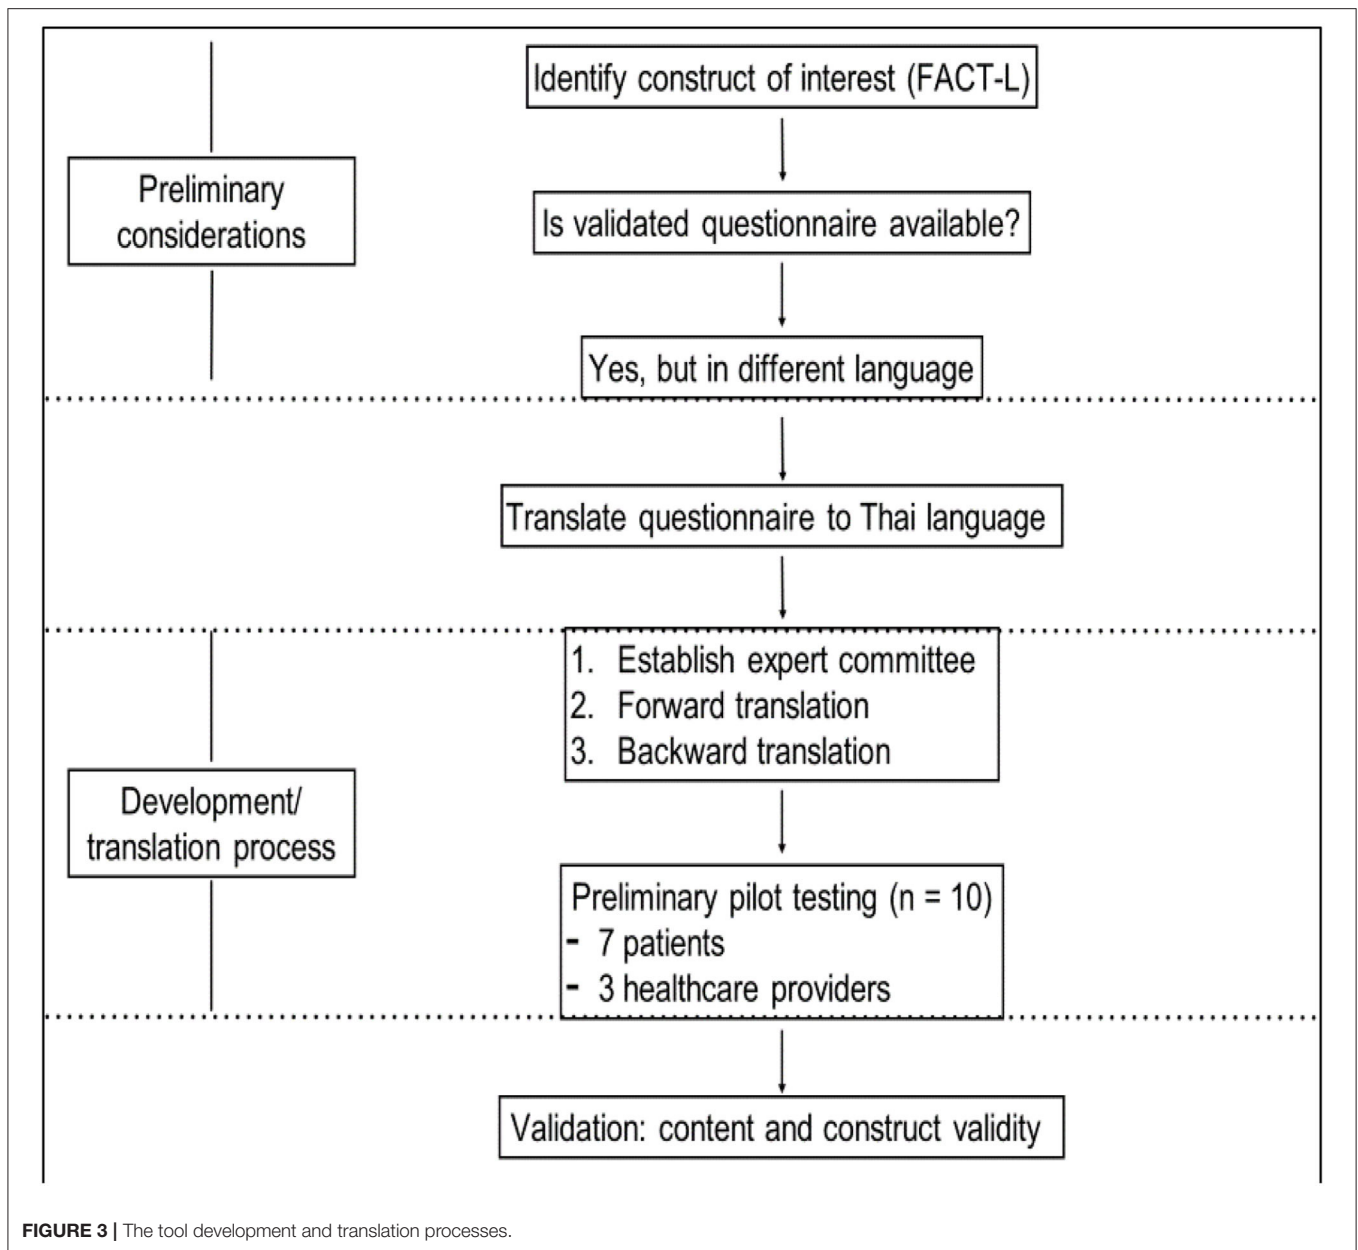 Identify construct of interest (FACT-L)
Preliminary
considerations
Is validated questionnaire available?
Yes, but in different language
Translate questionnaire to Thai language
1. Establish expert committee
2. Forward translation
3. Backward translation
Development/
translation process
Preliminary pilot testing (n = 10)
- 7 patients
- 3 healthcare providers
Validation: content and construct validity
FIGURE 3 | The tool development and translation processes.